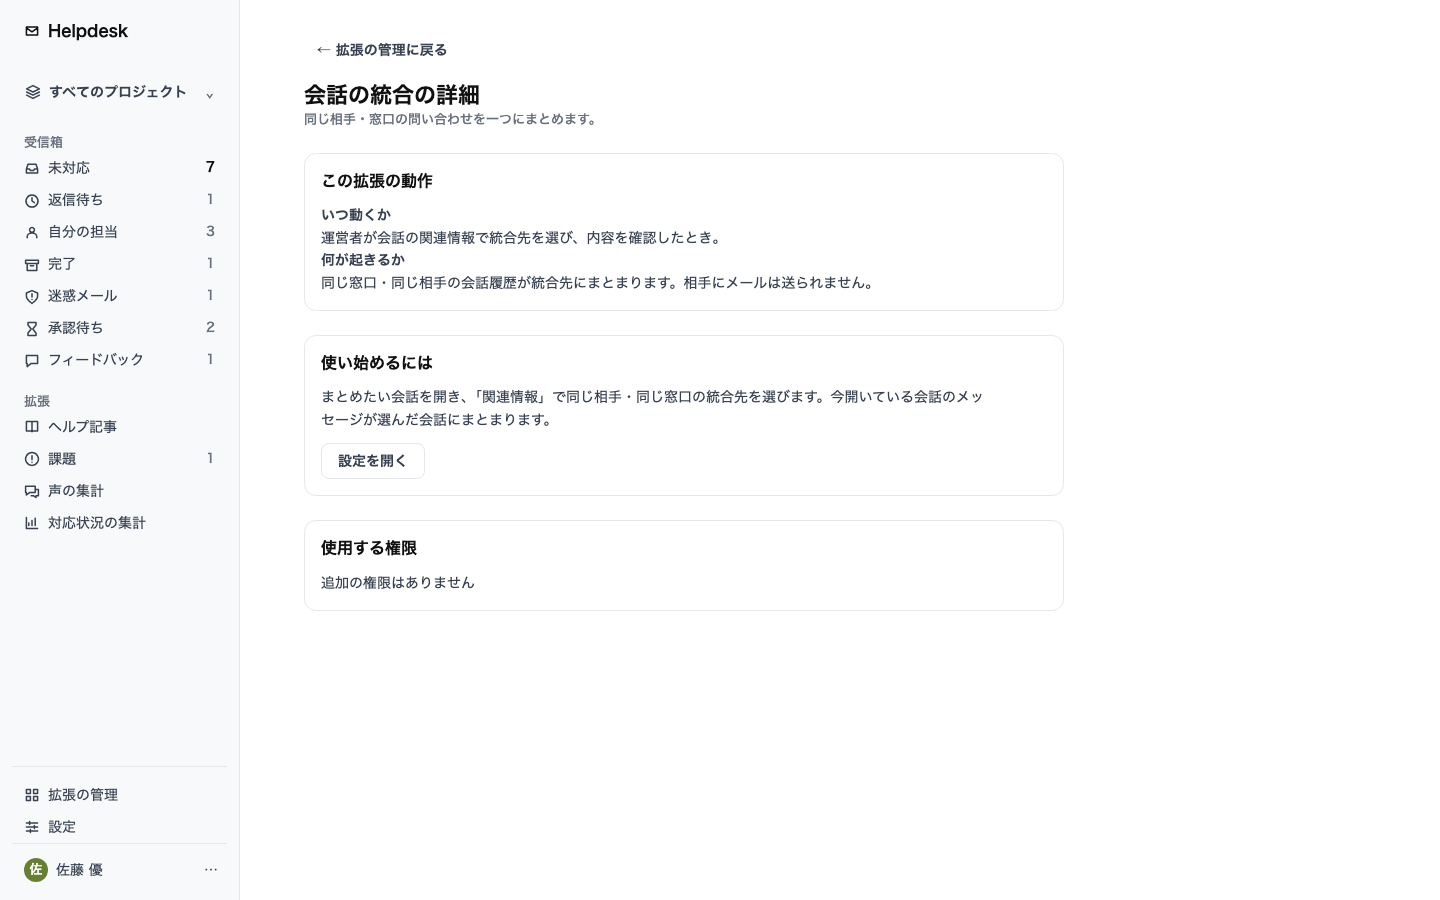 Helpdesk
すべてのプロジェクト
受信箱
未対応 7
返信待ち 1
自分の担当 3
完了 1
迷惑メール 1
承認待ち 2
フィードバック 1
拡張
ヘルプ記事
課題 1
声の集計
対応状況の集計
拡張の管理
設定
佐 佐藤 優 …
← 拡張の管理に戻る
会話の統合の詳細
同じ相手・窓口の問い合わせを一つにまとめます。
この拡張の動作
いつ動くか
運営者が会話の関連情報で統合先を選び、内容を確認したとき。
何が起きるか
同じ窓口・同じ相手の会話履歴が統合先にまとまります。相手にメールは送られません。
使い始めるには
まとめたい会話を開き、「関連情報」で同じ相手・同じ窓口の統合先を選びます。今開いている会話のメッ
セージが選んだ会話にまとまります。
設定を開く
使用する権限
追加の権限はありません